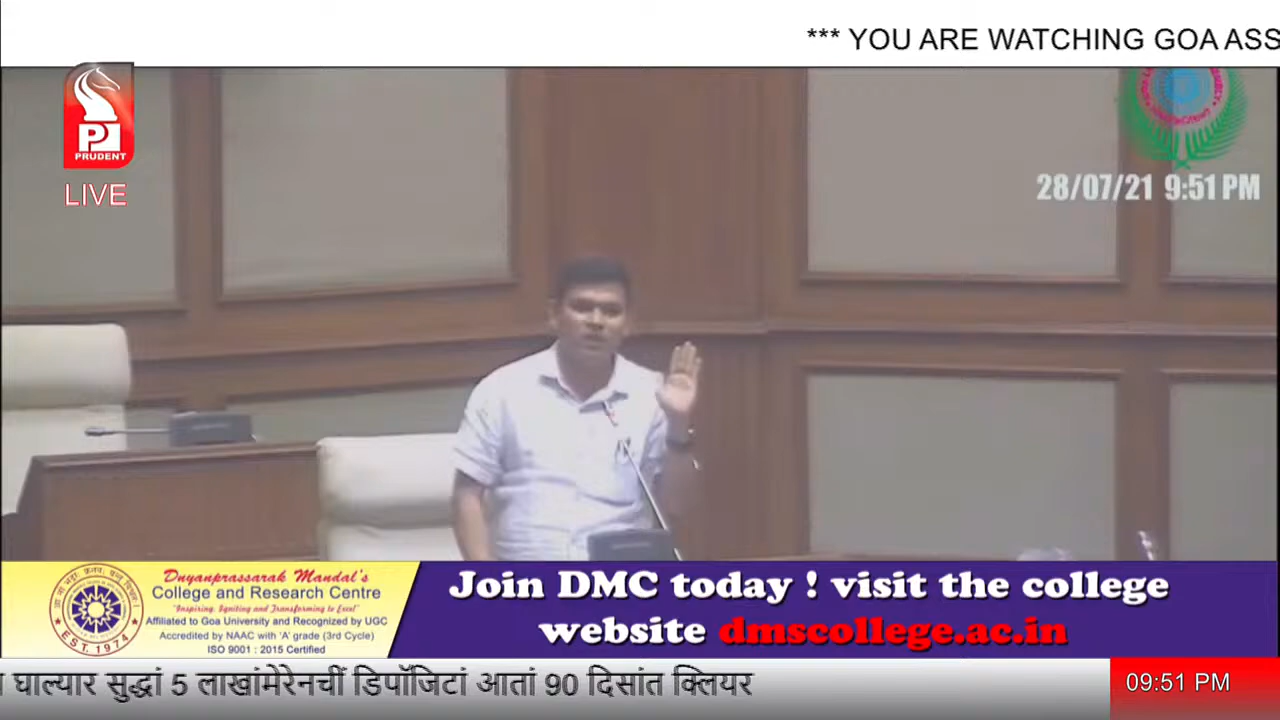 *** YOU ARE WATCHING GOA ASS
P
PRUDENT
LIVE
28/07/21 9:51 PM
Dnyanprassarak Mandal's
College and Research Centre
"Inspiring, Igniting and Transforming to Excel"
Affiliated to Goa University and Recognized by UGC
Accredited by NAAC with 'A' grade (3rd Cycle)
ISO 9001 : 2015 Certified
EST. 1974
Join DMC today ! visit the college
website dmscollege.ac.in
घाल्यार सुद्धां 5 लाखांमेरेनचीं डिपॉजिटां आतां 90 दिसांत क्लियर
09:51 PM